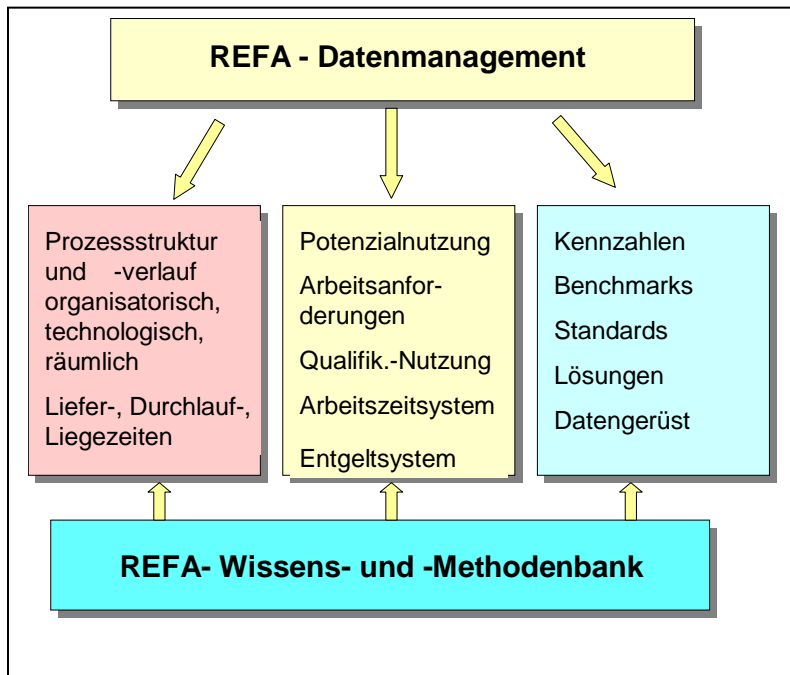 REFA - Datenmanagement
Prozessstruktur
und -verlauf
organisatorisch,
technologisch,
räumlich
Liefer-, Durchlauf-,
Liegezeiten
Potenzialnutzung
Arbeitsanfor-
derungen
Qualifik.-Nutzung
Arbeitszeitsystem
Entgeltsystem
Kennzahlen
Benchmarks
Standards
Lösungen
Datengerüst
REFA- Wissens- und -Methodenbank